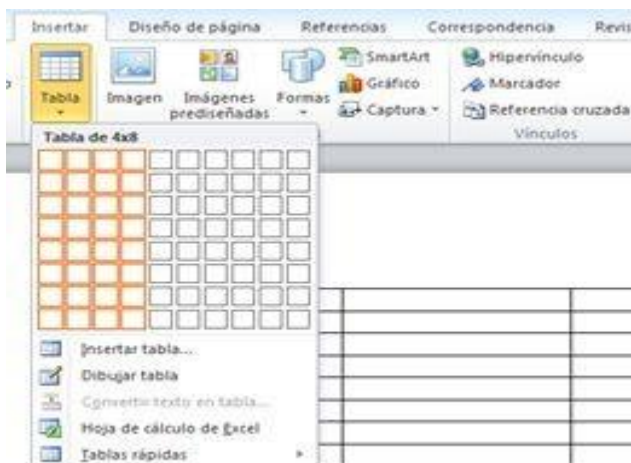 Insertar Diseño de página Referencias Correspondencia Revis
Tabla
Imagen
Imágenes
prediseñadas
Formas
SmartArt
Gráfico
Captura
Hipervínculo
Marcador
Referencia cruzada
Vínculos
Tabla de 4x8
Insertar tabla...
Dibujar tabla
Convertir texto en tabla...
Hoja de cálculo de Excel
Tablas rápidas